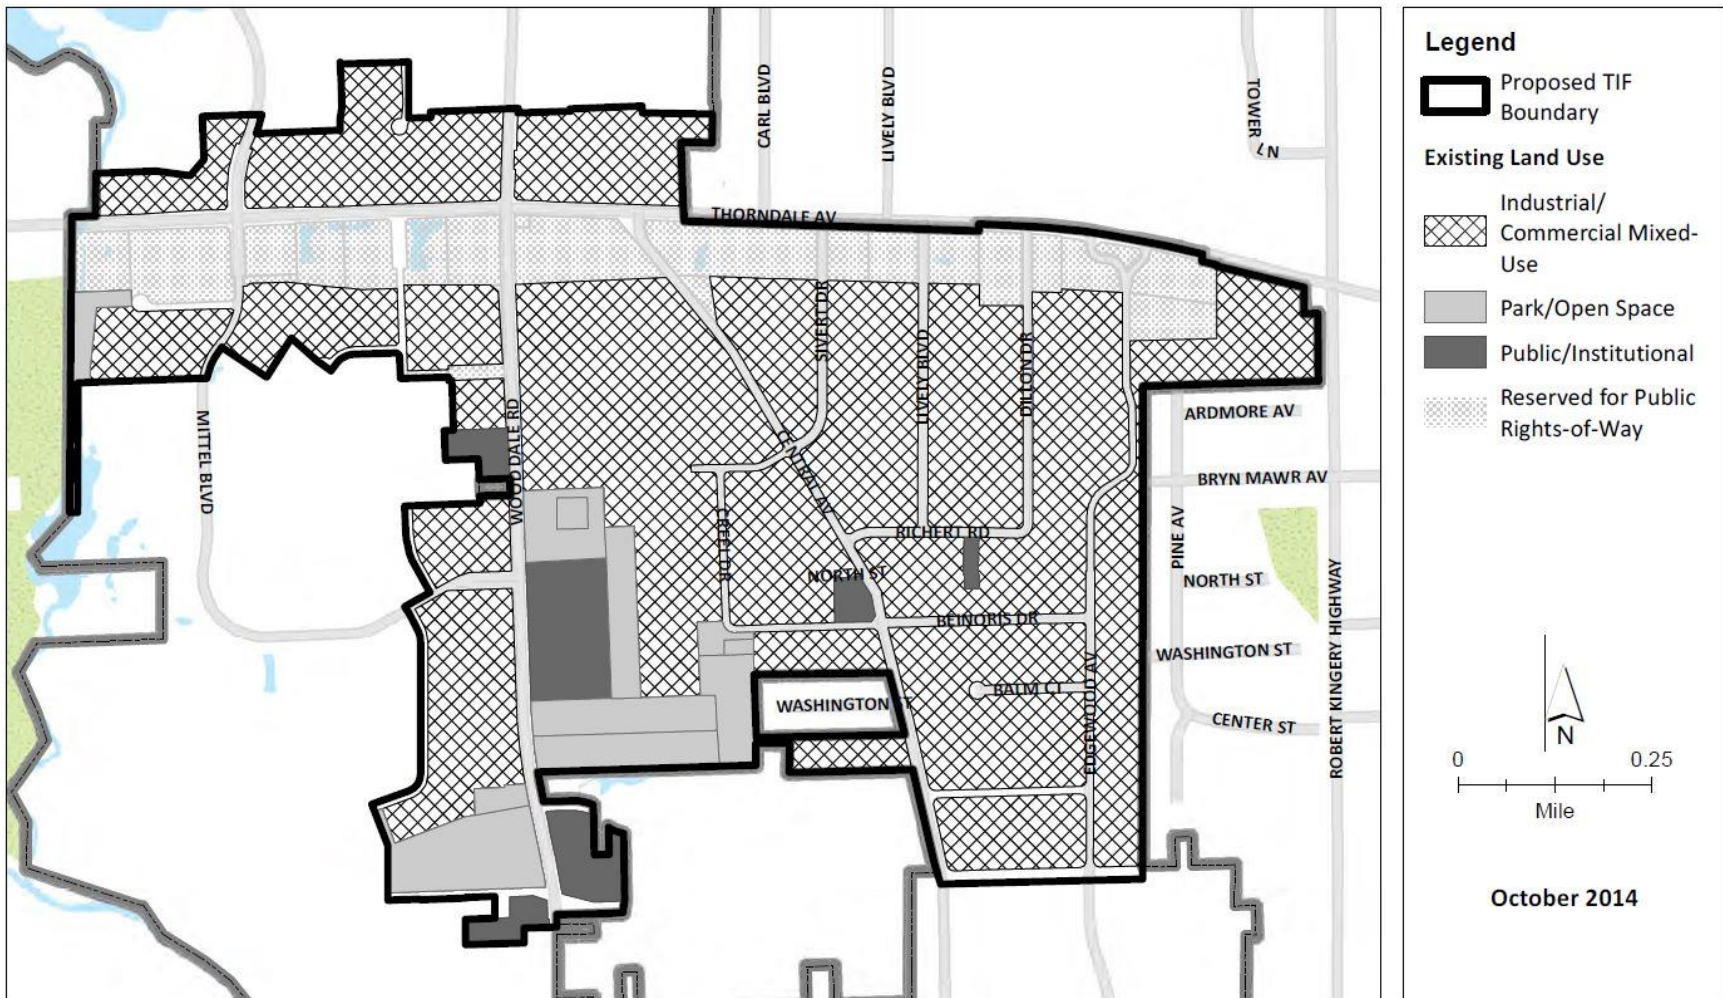 CARL BLVD
LIVELY BLVD
TOWER LN
THORNDALE AV
SIVERT DR
LIVELY BLVD
DILLON DR
ARDMORE AV
MITTEL BLVD
WOOD DALE RD
CENTRAL AV
BRYN MAWR AV
CREEL DR
RICHERT RD
PINE AV
NORTH ST
NORTH ST
BEINORIS DR
ROBERT KINGERY HIGHWAY
WASHINGTON ST
EDGEWOOD AV
BALM CT
WASHINGTON ST
CENTER ST
Legend
Proposed TIF
Boundary
Existing Land Use
Industrial/
Commercial Mixed-
Use
Park/Open Space
Public/Institutional
Reserved for Public
Rights-of-Way
N
0 0.25
Mile
October 2014